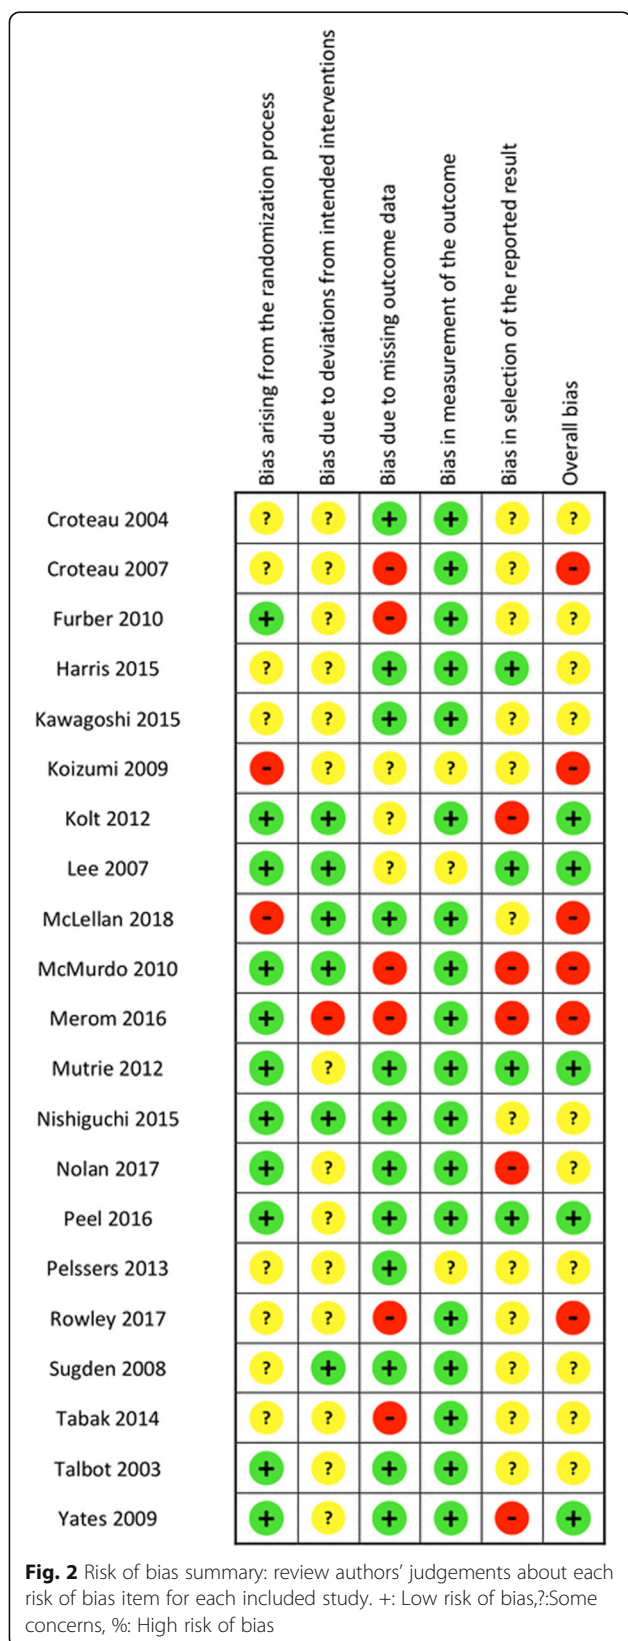 Bias arising from the randomization process
Bias due to deviations from intended interventions
Bias due to missing outcome data
Bias in measurement of the outcome
Bias in selection of the reported result
Overall bias
Croteau 2004 ? ? + + ? ?
Croteau 2007 ? ? - + ? -
Furber 2010 + ? - + ? ?
Harris 2015 ? ? + + + ?
Kawagoshi 2015 ? ? + + ? ?
Koizumi 2009 - ? ? ? ? -
Kolt 2012 + + ? + - +
Lee 2007 + + ? ? + +
McLellan 2018 - + + + ? -
McMurdo 2010 + + - + - -
Merom 2016 + - - + - -
Mutrie 2012 + ? + + + +
Nishiguchi 2015 + + + + ? ?
Nolan 2017 + ? + + - ?
Peel 2016 + ? + + + +
Pelssers 2013 ? ? + ? ? ?
Rowley 2017 ? ? - + ? -
Sugden 2008 ? + + + ? ?
Tabak 2014 ? ? - + ? ?
Talbot 2003 + ? + + ? ?
Yates 2009 + ? + + - +
Fig. 2 Risk of bias summary: review authors' judgements about each
risk of bias item for each included study. +: Low risk of bias,?:Some
concerns, %: High risk of bias